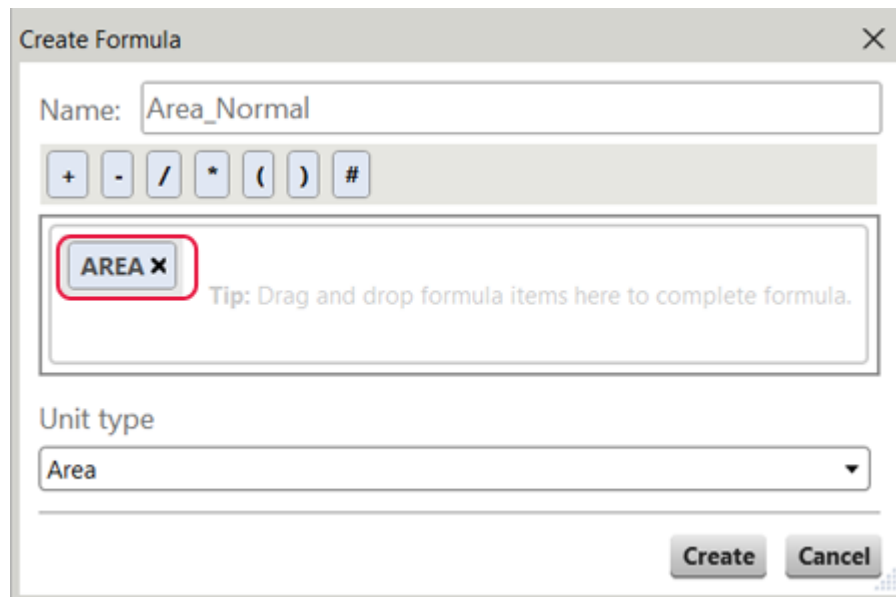 Create Formula
Name: Area_Normal
+ - / * ( ) #
AREA ×
Tip: Drag and drop formula items here to complete formula.
Unit type
Area
Create Cancel